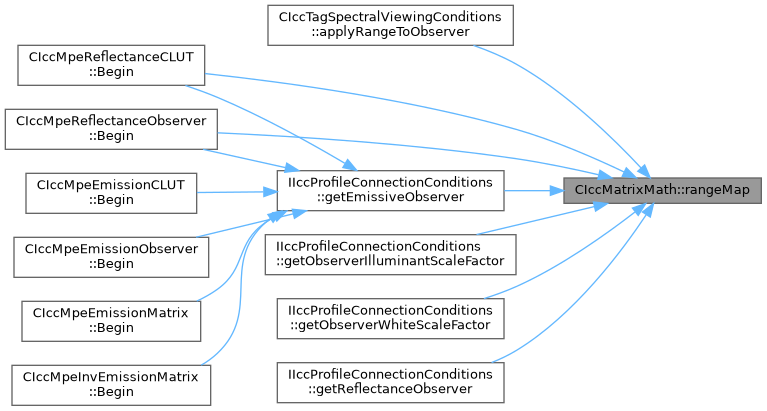 CIccTagSpectralViewingConditions
::applyRangeToObserver
CIccMpeReflectanceCLUT
::Begin
CIccMpeReflectanceObserver
::Begin
CIccMpeEmissionCLUT
::Begin
CIccMpeEmissionObserver
::Begin
CIccMpeEmissionMatrix
::Begin
CIccMpeInvEmissionMatrix
::Begin
IIccProfileConnectionConditions
::getEmissiveObserver
IIccProfileConnectionConditions
::getObserverIlluminantScaleFactor
IIccProfileConnectionConditions
::getObserverWhiteScaleFactor
IIccProfileConnectionConditions
::getReflectanceObserver
CIccMatrixMath::rangeMap